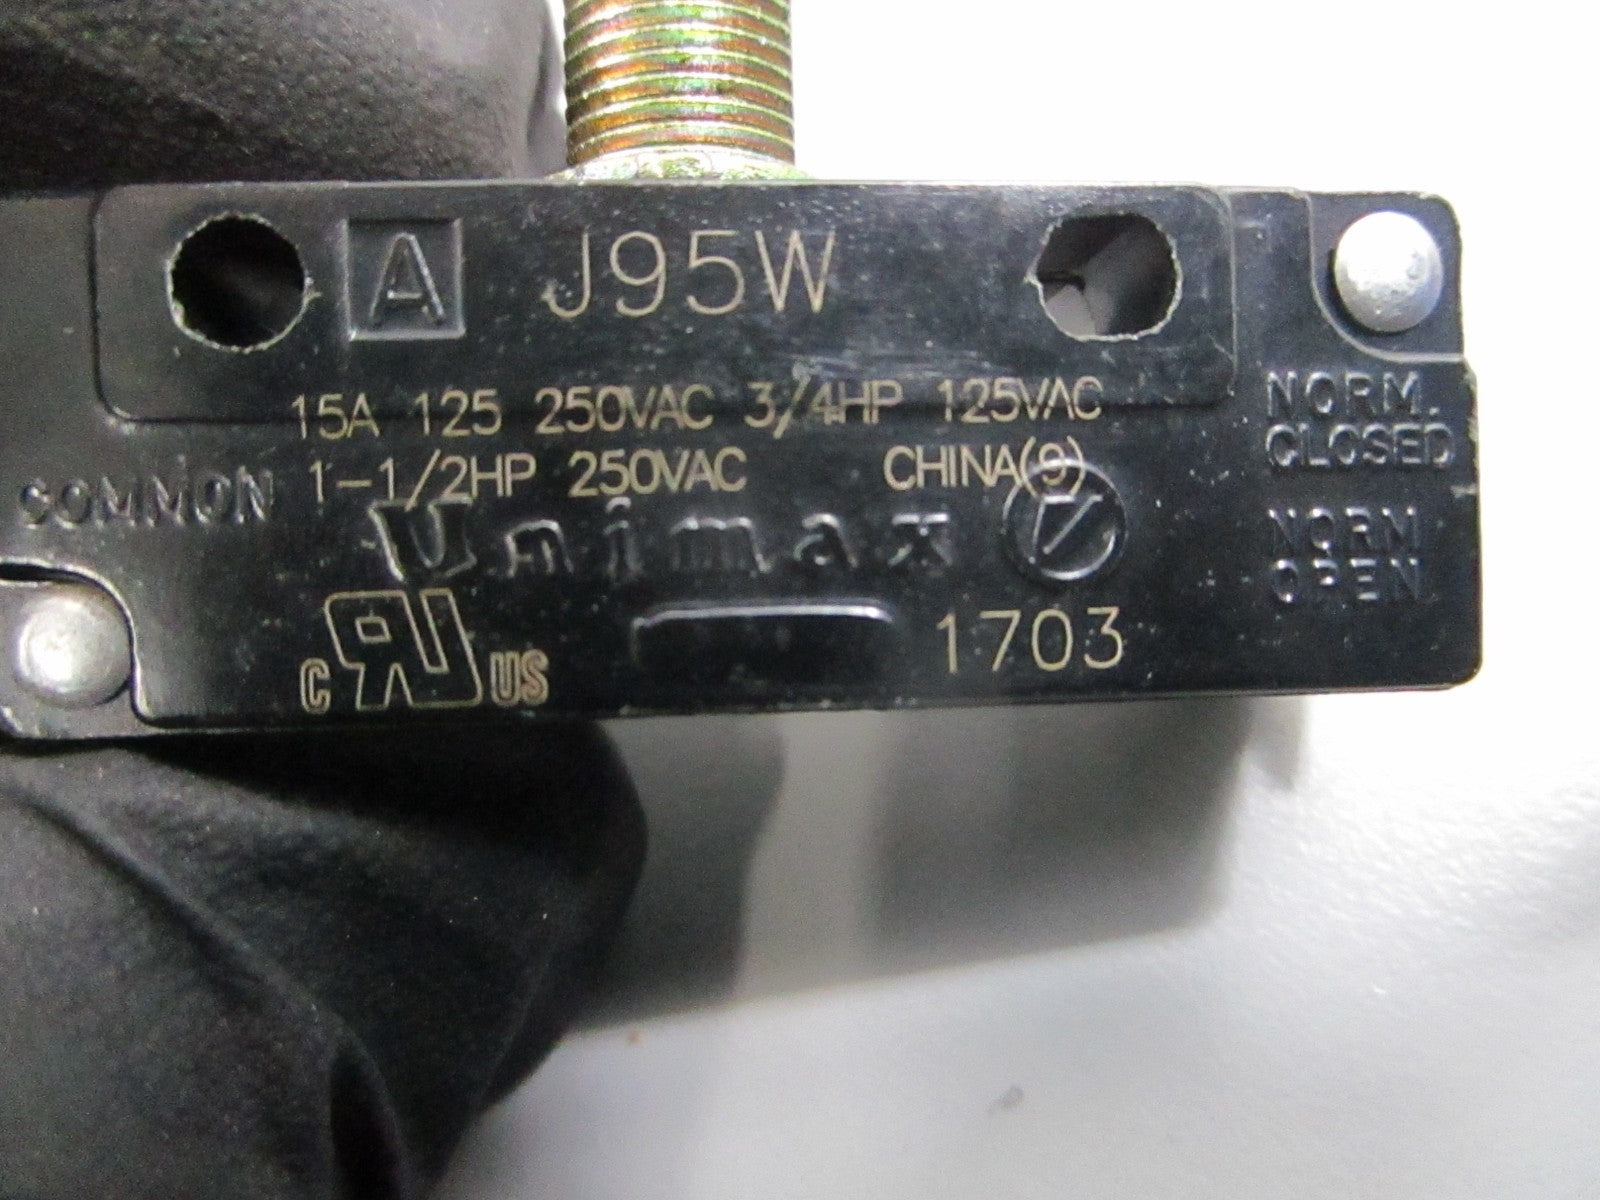 A J95W
15A 125 250VAC 3/4HP 125VAC
1-1/2HP 250VAC CHINA(9)
COMMON
NORM.
CLOSED
Unimax
NORM
OPEN
C RU US
1703